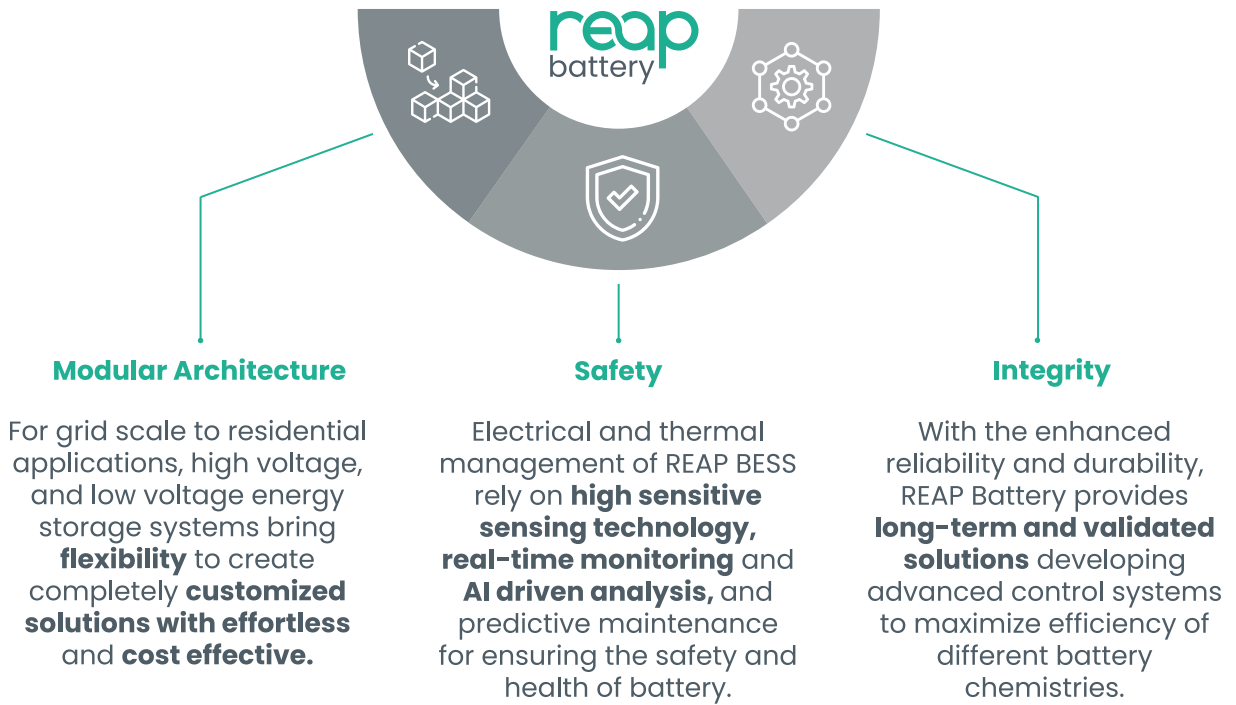 reap
battery
Modular Architecture
For grid scale to residential
applications, high voltage,
and low voltage energy
storage systems bring
flexibility to create
completely customized
solutions with effortless
and cost effective.
Safety
Electrical and thermal
management of REAP BESS
rely on high sensitive
sensing technology,
real-time monitoring and
AI driven analysis, and
predictive maintenance
for ensuring the safety and
health of battery.
Integrity
With the enhanced
reliability and durability,
REAP Battery provides
long-term and validated
solutions developing
advanced control systems
to maximize efficiency of
different battery
chemistries.